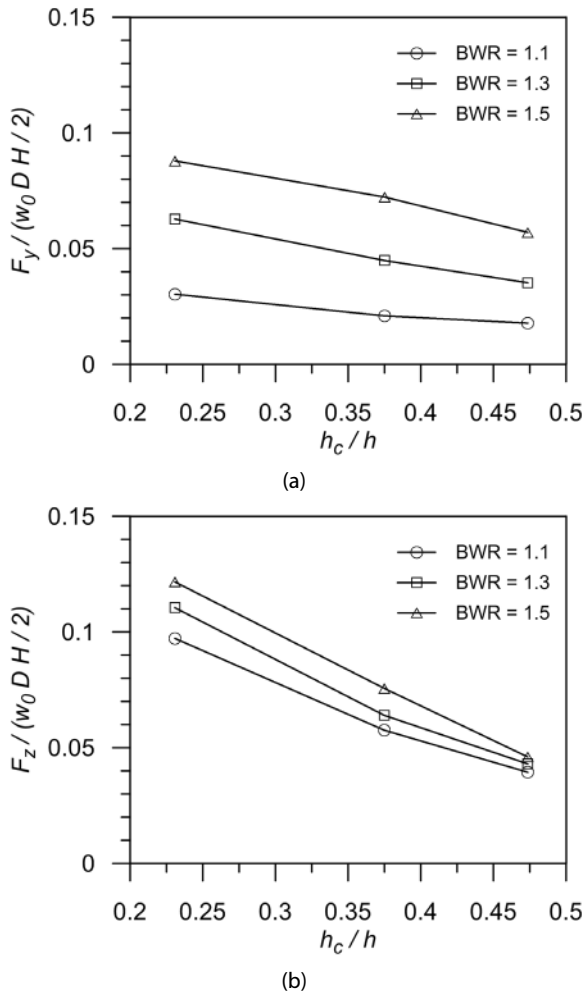 0.15
BWR = 1.1
BWR = 1.3
BWR = 1.5
0.1
0.05
0
F_y / (w_0 D H / 2)
0.2 0.25 0.3 0.35 0.4 0.45 0.5
h_c / h
(a)
0.15
BWR = 1.1
BWR = 1.3
BWR = 1.5
0.1
0.05
0
F_z / (w_0 D H / 2)
0.2 0.25 0.3 0.35 0.4 0.45 0.5
h_c / h
(b)